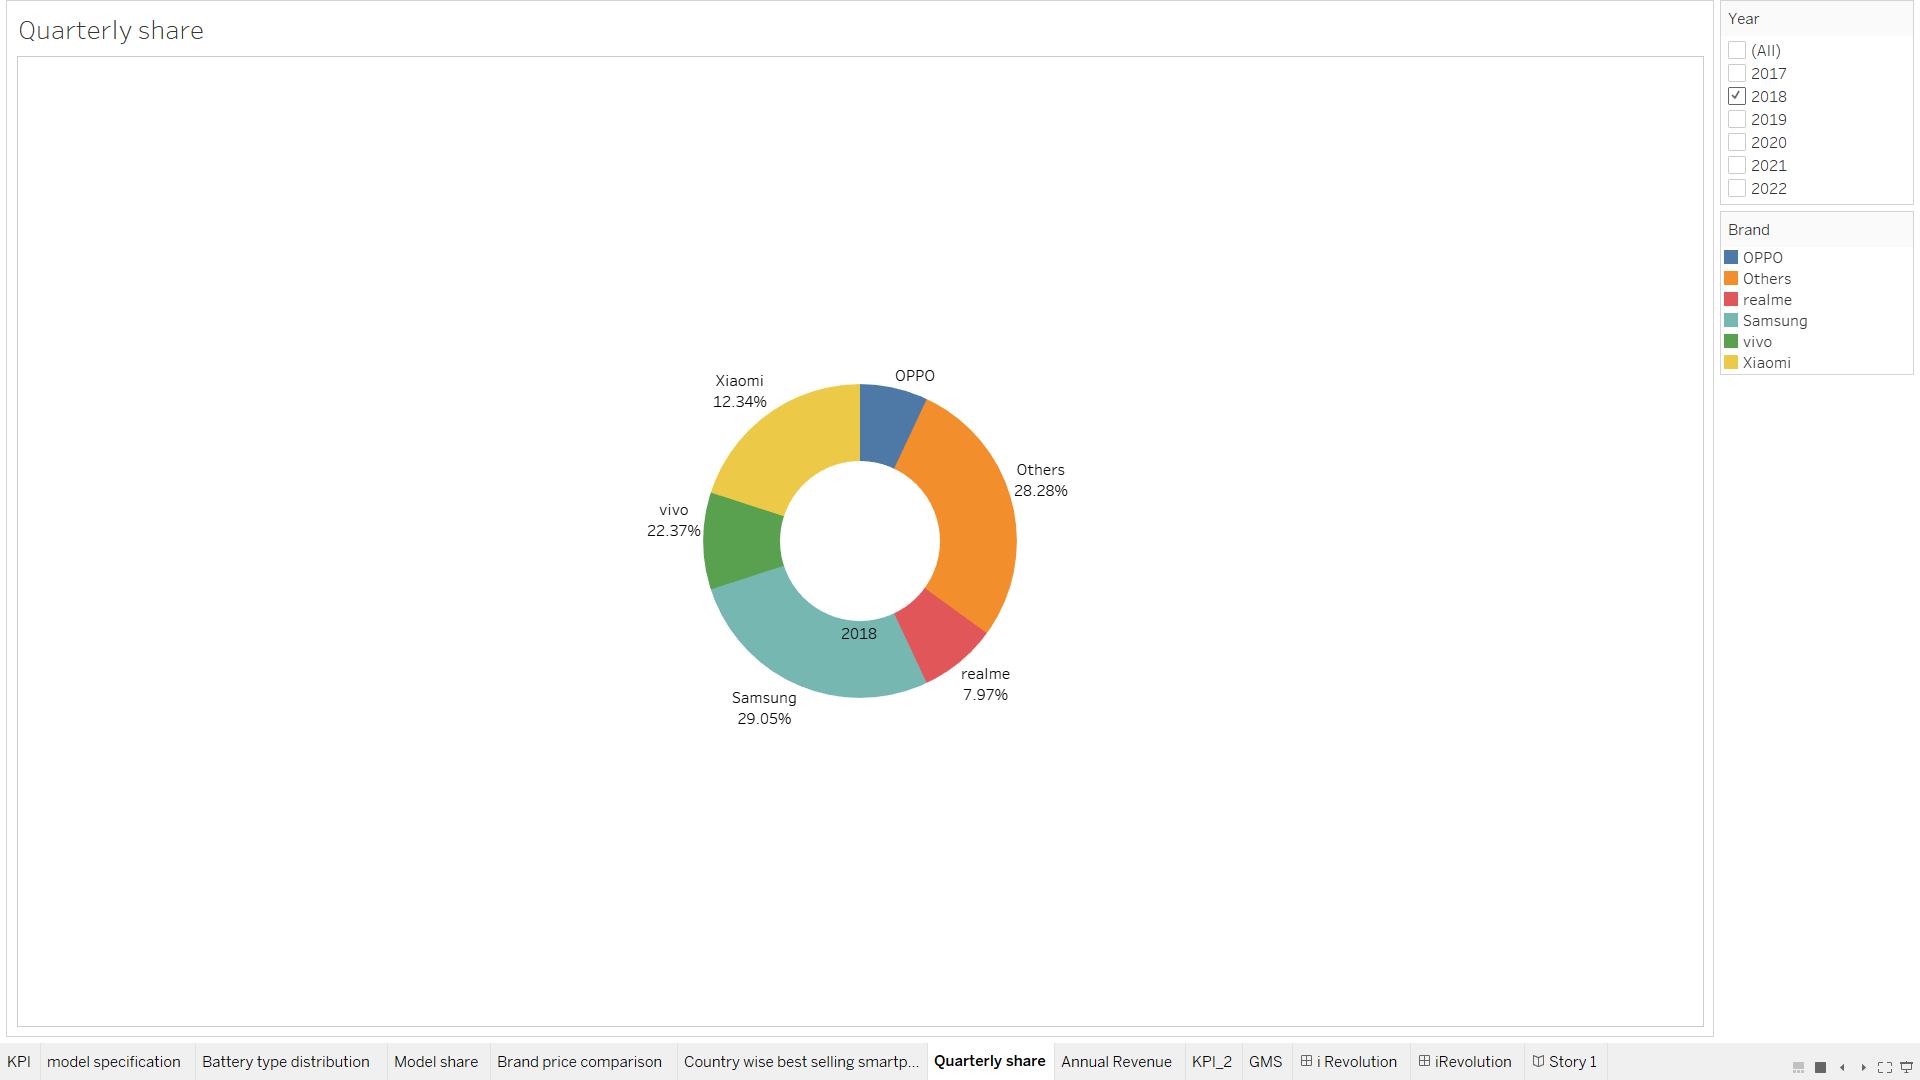 Quarterly share
OPPO
Xiaomi
12.34%
Others
28.28%
vivo
22.37%
2018
realme
7.97%
Samsung
29.05%
Year
(All)
2017
2018
2019
2020
2021
2022
Brand
OPPO
Others
realme
Samsung
vivo
Xiaomi
KPI
model specification
Battery type distribution
Model share
Brand price comparison
Country wise best selling smartp...
Quarterly share
Annual Revenue
KPI_2
GMS
i Revolution
iRevolution
Story 1